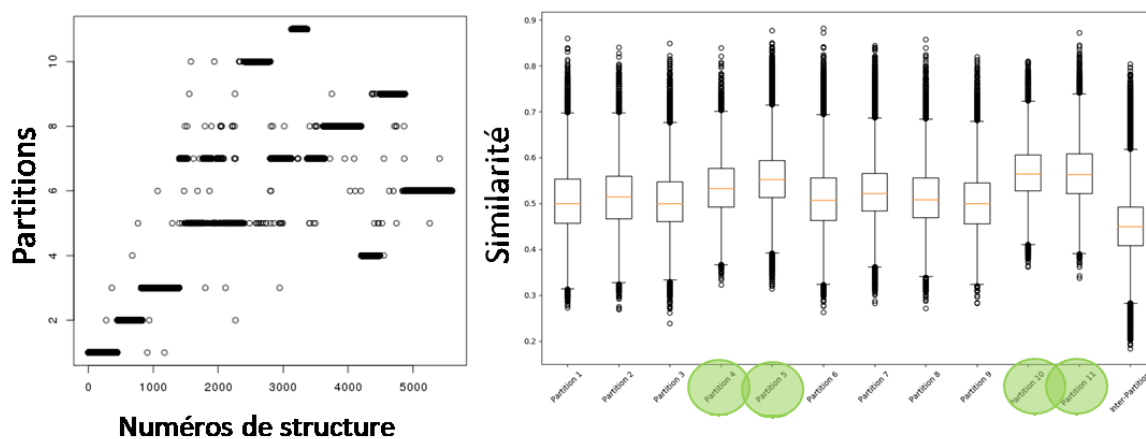 Partitions
10
8
6
4
2
0
1000
2000
3000
4000
5000
Numéros de structure
Similarité
0.9
0.8
0.7
0.6
0.5
0.4
0.3
0.2
Partition 1
Partition 2
Partition 3
Partition 4
Partition 5
Partition 6
Partition 7
Partition 8
Partition 9
Partition 10
Partition 11